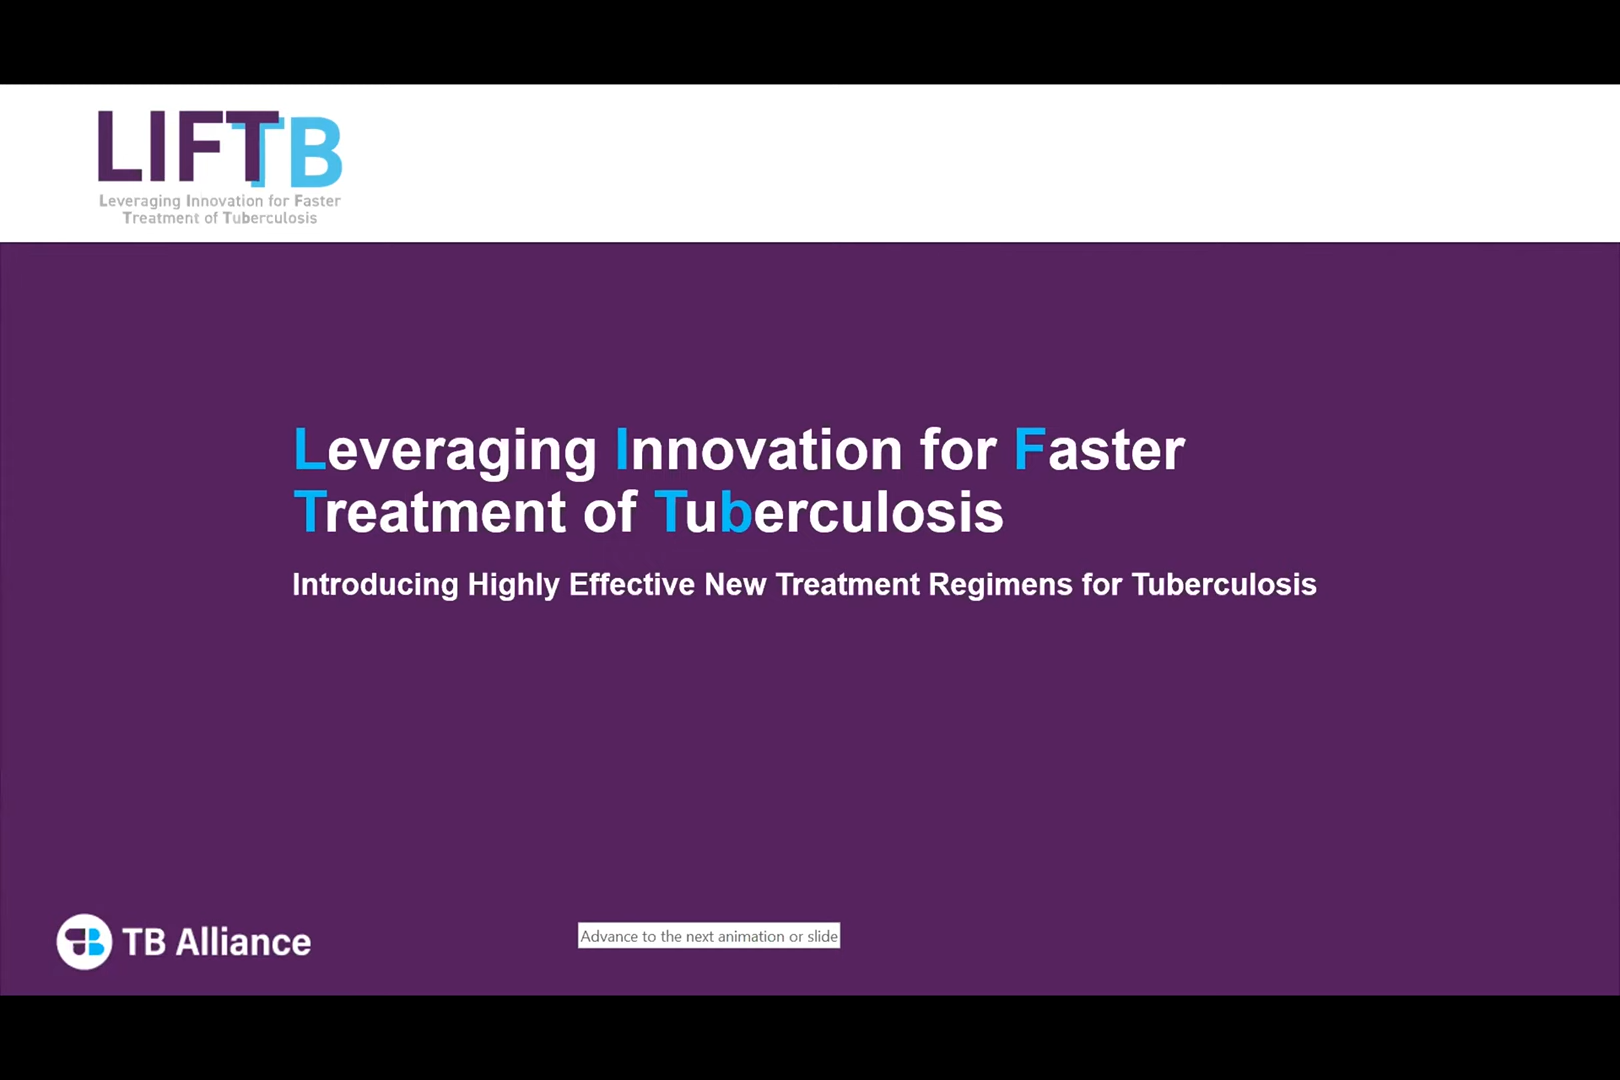 LIFTTB
Leveraging Innovation for Faster
Treatment of Tuberculosis
Leveraging Innovation for Faster
Treatment of Tuberculosis
Introducing Highly Effective New Treatment Regimens for Tuberculosis
TB Alliance
Advance to the next animation or slide